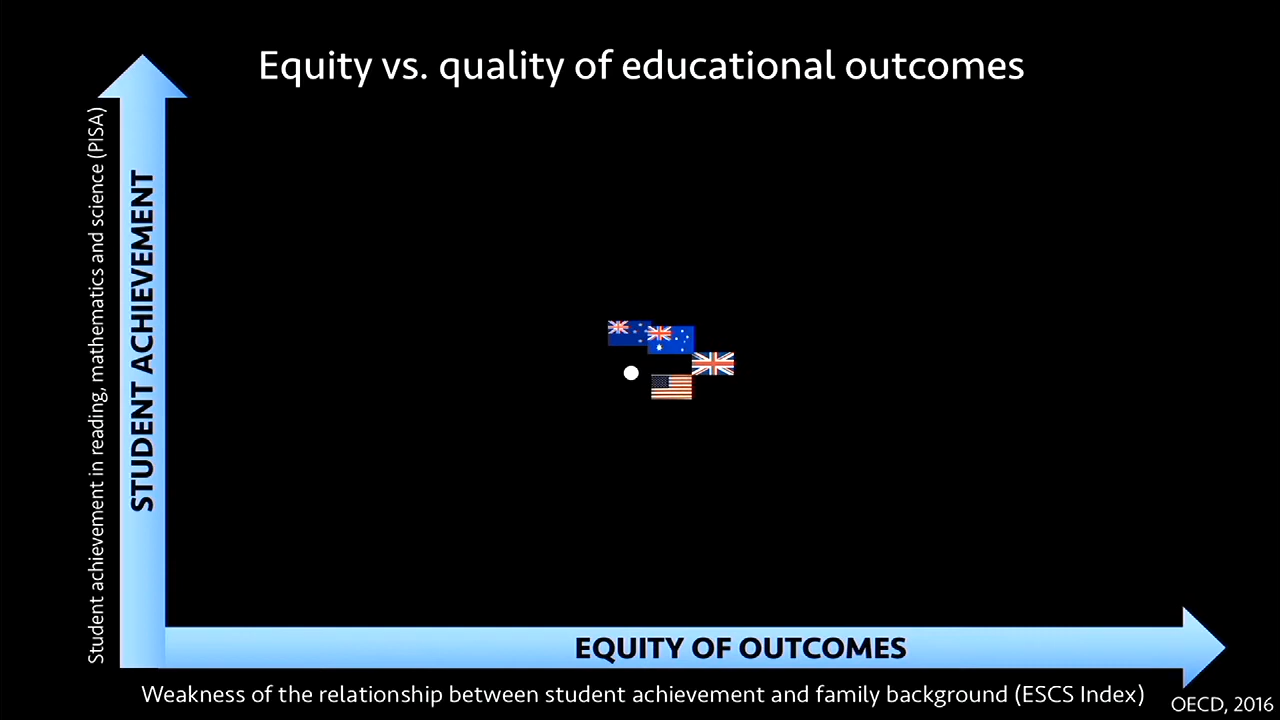 Equity vs. quality of educational outcomes
Student achievement in reading, mathematics and science (PISA)
STUDENT ACHIEVEMENT
EQUITY OF OUTCOMES
Weakness of the relationship between student achievement and family background (ESCS Index)
OECD, 2016